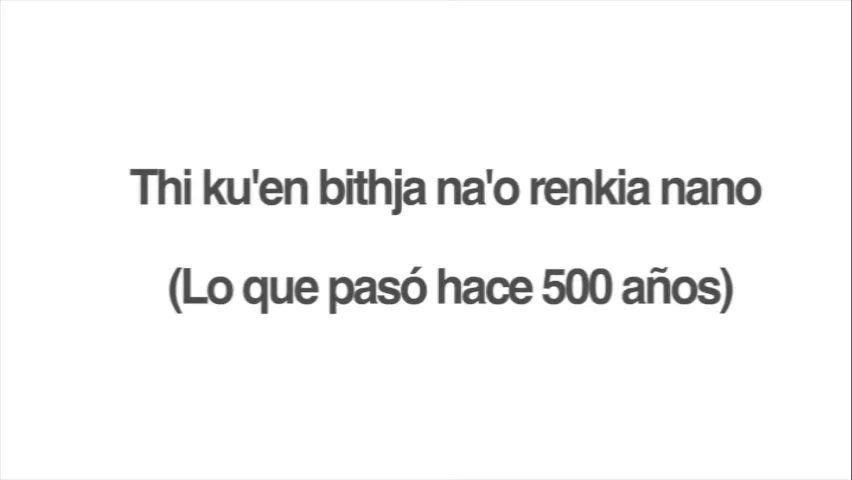 Thi ku'en bithja na'o renkia nano
(Lo que pasó hace 500 años)